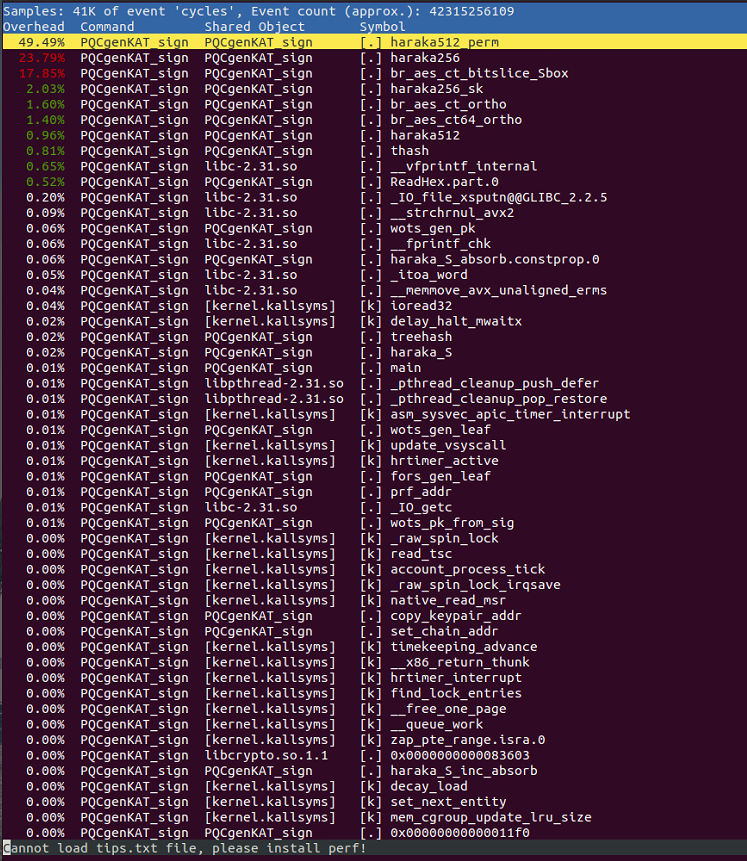 Samples: 41K of event 'cycles', Event count (approx.): 42315256109
Overhead  Command          Shared Object       Symbol
  49.49%  PQCgenKAT_sign  PQCgenKAT_sign      [.] haraka512_perm
  23.79%  PQCgenKAT_sign  PQCgenKAT_sign      [.] haraka256
  17.85%  PQCgenKAT_sign  PQCgenKAT_sign      [.] br_aes_ct_bitslice_Sbox
   2.03%  PQCgenKAT_sign  PQCgenKAT_sign      [.] haraka256_sk
   1.60%  PQCgenKAT_sign  PQCgenKAT_sign      [.] br_aes_ct_ortho
   1.40%  PQCgenKAT_sign  PQCgenKAT_sign      [.] br_aes_ct64_ortho
   0.96%  PQCgenKAT_sign  PQCgenKAT_sign      [.] haraka512
   0.81%  PQCgenKAT_sign  PQCgenKAT_sign      [.] thash
   0.65%  PQCgenKAT_sign  libc-2.31.so        [.] __vfprintf_internal
   0.52%  PQCgenKAT_sign  PQCgenKAT_sign      [.] ReadHex.part.0
   0.20%  PQCgenKAT_sign  libc-2.31.so        [.] _IO_file_xsputn@@GLIBC_2.2.5
   0.09%  PQCgenKAT_sign  libc-2.31.so        [.] __strchrnul_avx2
   0.06%  PQCgenKAT_sign  PQCgenKAT_sign      [.] wots_gen_pk
   0.06%  PQCgenKAT_sign  libc-2.31.so        [.] __fprintf_chk
   0.06%  PQCgenKAT_sign  PQCgenKAT_sign      [.] haraka_S_absorb.constprop.0
   0.05%  PQCgenKAT_sign  libc-2.31.so        [.] _itoa_word
   0.04%  PQCgenKAT_sign  libc-2.31.so        [.] __memmove_avx_unaligned_erms
   0.04%  PQCgenKAT_sign  [kernel.kallsyms]   [k] ioread32
   0.02%  PQCgenKAT_sign  [kernel.kallsyms]   [k] delay_halt_mwaitx
   0.02%  PQCgenKAT_sign  PQCgenKAT_sign      [.] treehash
   0.02%  PQCgenKAT_sign  PQCgenKAT_sign      [.] haraka_S
   0.01%  PQCgenKAT_sign  PQCgenKAT_sign      [.] main
   0.01%  PQCgenKAT_sign  libpthread-2.31.so  [.] _pthread_cleanup_push_defer
   0.01%  PQCgenKAT_sign  libpthread-2.31.so  [.] _pthread_cleanup_pop_restore
   0.01%  PQCgenKAT_sign  [kernel.kallsyms]   [k] asm_sysvec_apic_timer_interrupt
   0.01%  PQCgenKAT_sign  PQCgenKAT_sign      [.] wots_gen_leaf
   0.01%  PQCgenKAT_sign  [kernel.kallsyms]   [k] update_vsyscall
   0.01%  PQCgenKAT_sign  [kernel.kallsyms]   [k] hrtimer_active
   0.01%  PQCgenKAT_sign  PQCgenKAT_sign      [.] fors_gen_leaf
   0.01%  PQCgenKAT_sign  PQCgenKAT_sign      [.] prf_addr
   0.01%  PQCgenKAT_sign  libc-2.31.so        [.] _IO_getc
   0.01%  PQCgenKAT_sign  PQCgenKAT_sign      [.] wots_pk_from_sig
   0.00%  PQCgenKAT_sign  [kernel.kallsyms]   [k] _raw_spin_lock
   0.00%  PQCgenKAT_sign  [kernel.kallsyms]   [k] read_tsc
   0.00%  PQCgenKAT_sign  [kernel.kallsyms]   [k] account_process_tick
   0.00%  PQCgenKAT_sign  [kernel.kallsyms]   [k] _raw_spin_lock_irqsave
   0.00%  PQCgenKAT_sign  [kernel.kallsyms]   [k] native_read_msr
   0.00%  PQCgenKAT_sign  PQCgenKAT_sign      [.] copy_keypair_addr
   0.00%  PQCgenKAT_sign  PQCgenKAT_sign      [.] set_chain_addr
   0.00%  PQCgenKAT_sign  [kernel.kallsyms]   [k] timekeeping_advance
   0.00%  PQCgenKAT_sign  [kernel.kallsyms]   [k] __x86_return_thunk
   0.00%  PQCgenKAT_sign  [kernel.kallsyms]   [k] hrtimer_interrupt
   0.00%  PQCgenKAT_sign  [kernel.kallsyms]   [k] find_lock_entries
   0.00%  PQCgenKAT_sign  [kernel.kallsyms]   [k] __free_one_page
   0.00%  PQCgenKAT_sign  [kernel.kallsyms]   [k] __queue_work
   0.00%  PQCgenKAT_sign  [kernel.kallsyms]   [k] zap_pte_range.isra.0
   0.00%  PQCgenKAT_sign  libcrypto.so.1.1    [.] 0x0000000000083603
   0.00%  PQCgenKAT_sign  PQCgenKAT_sign      [.] haraka_S_inc_absorb
   0.00%  PQCgenKAT_sign  [kernel.kallsyms]   [k] decay_load
   0.00%  PQCgenKAT_sign  [kernel.kallsyms]   [k] set_next_entity
   0.00%  PQCgenKAT_sign  [kernel.kallsyms]   [k] mem_cgroup_update_lru_size
   0.00%  PQCgenKAT_sign  PQCgenKAT_sign      [.] 0x00000000000011f0
Cannot load tips.txt file, please install perf!